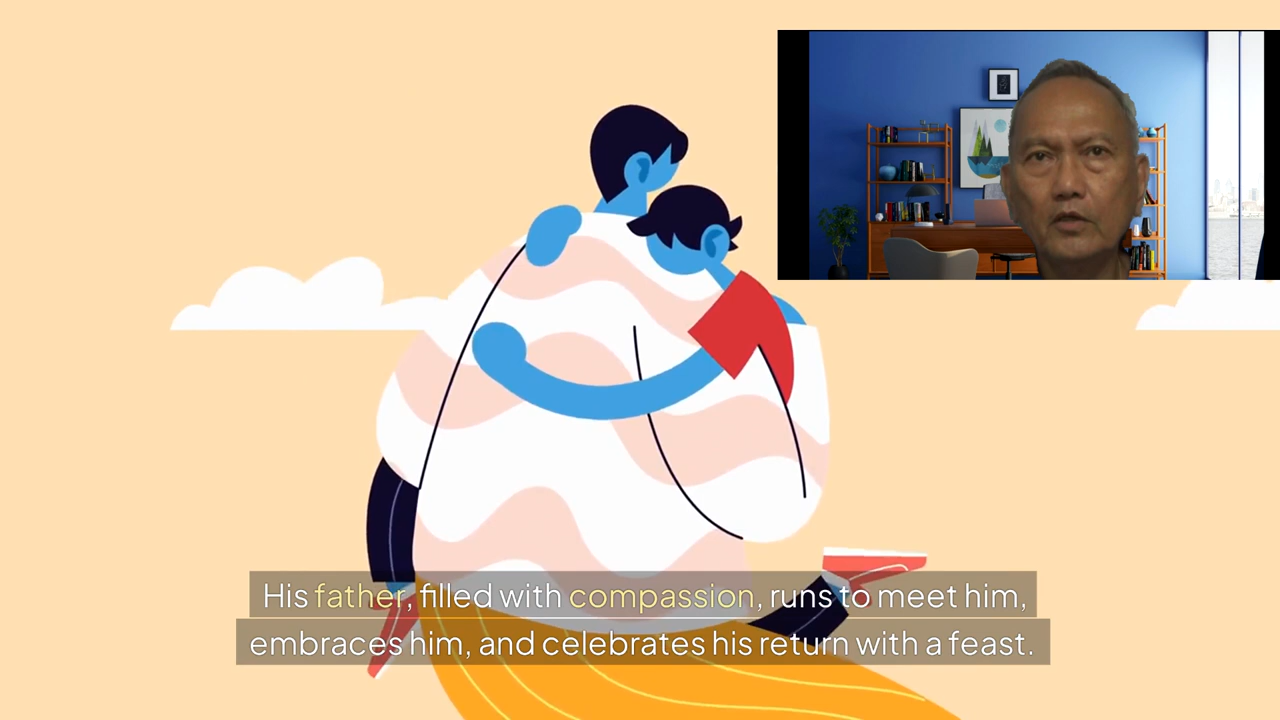 His father, filled with compassion, runs to meet him,
embraces him, and celebrates his return with a feast.